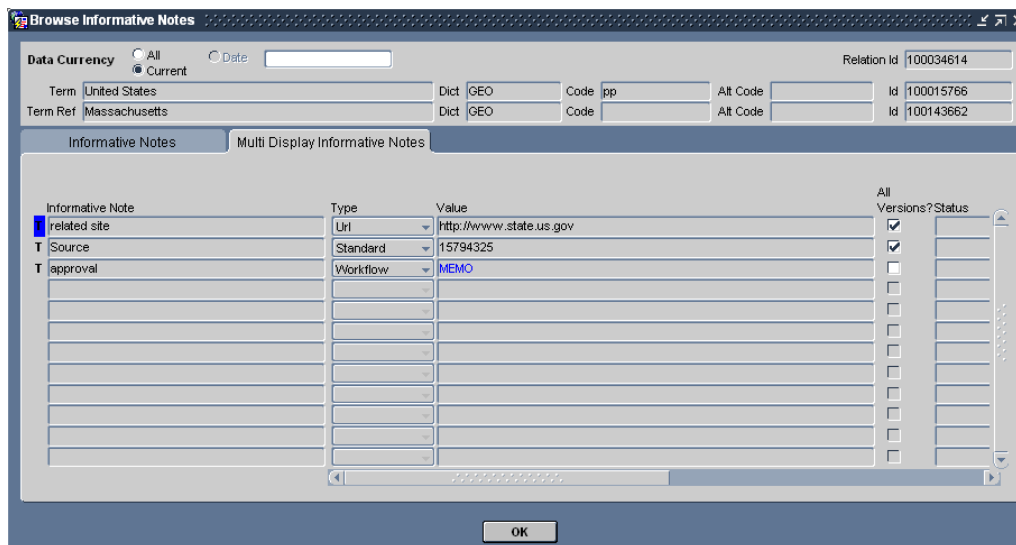 Browse Informative Notes
Data Currency All Current Date Relation Id 100034614
Term United States Dict GEO Code pp Alt Code Id 100015766
Term Ref Massachusetts Dict GEO Code Alt Code Id 100143662
Informative Notes Multi Display Informative Notes
All
Informative Note Type Value Versions? Status
T related site Url http://www.state.us.gov
T Source Standard 15794325
T approval Workflow MEMO
OK